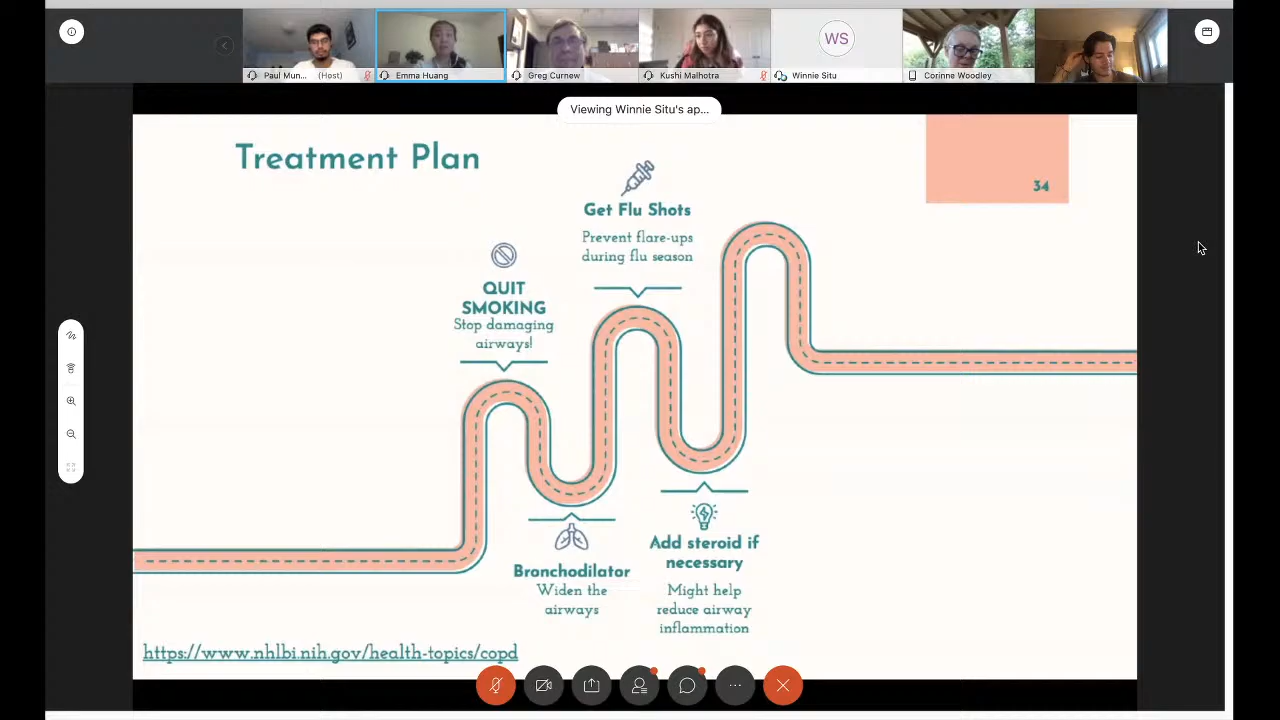 Paul Mun... (Host)
Emma Huang
Greg Curnew
Kushi Malhotra
WS
Winnie Situ
Corinne Woodley
Viewing Winnie Situ's ap...
Treatment Plan
34
Get Flu Shots
Prevent flare-ups
during flu season
QUIT
SMOKING
Stop damaging
airways!
Bronchodilator
Widen the
airways
Add steroid if
necessary
Might help
reduce airway
inflammation
https://www.nhlbi.nih.gov/health-topics/copd